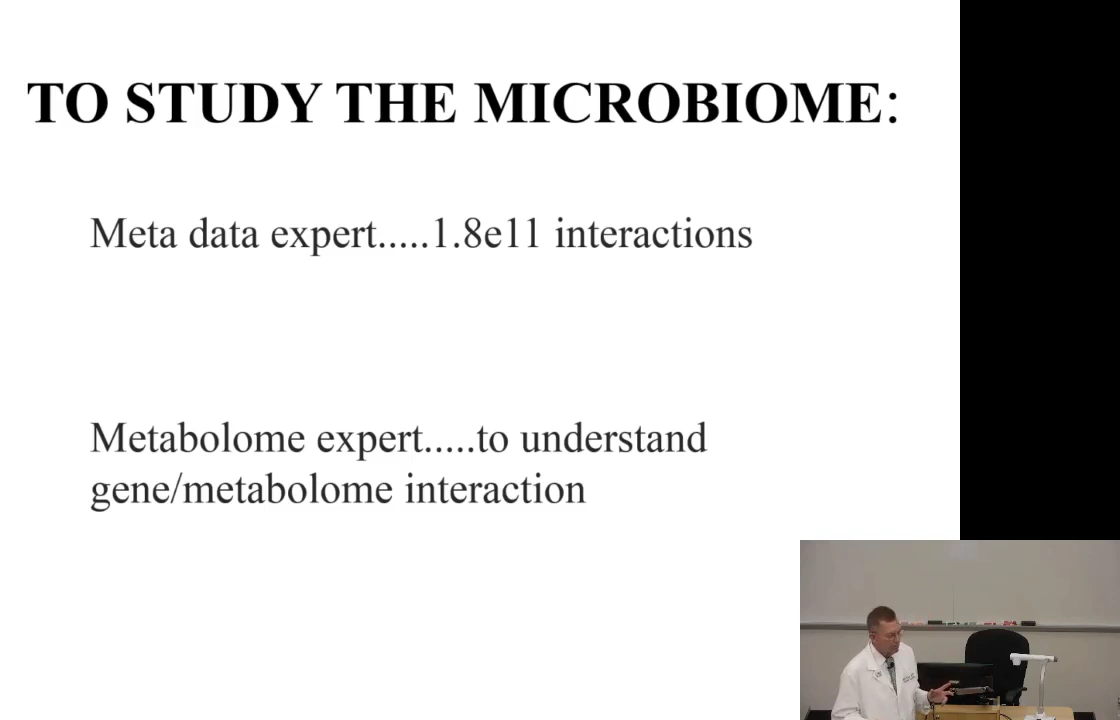 TO STUDY THE MICROBIOME:
Meta data expert.....1.8e11 interactions
Metabolome expert.....to understand
gene/metabolome interaction